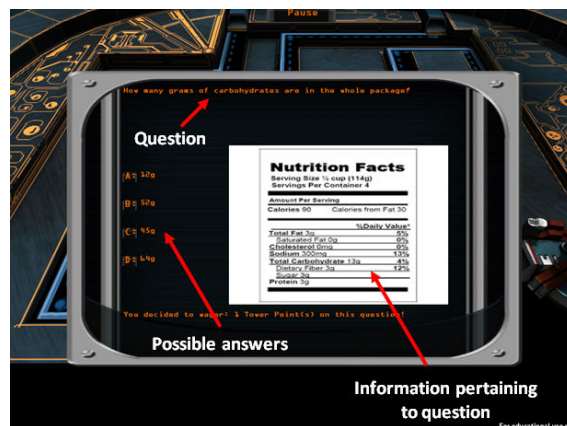 Pause
How many grams of carbohydrates are in the whole package?
Question
Nutrition Facts
Serving Size ½ cup (114g)
Servings Per Container 4
Amount Per Serving
Calories 90 Calories from Fat 30
%Daily Value*
Total Fat 3g 5%
Saturated Fat 0g 0%
Cholesterol 0mg 0%
Sodium 300mg 13%
Total Carbohydrate 13g 4%
Dietary Fiber 3g 12%
Sugar 3g
Protein 3g
[A] 12g
[B] 52g
[C] 45g
[D] 64g
You decided to wager: 1 Tower Point(s) on this question!
Possible answers
Information pertaining
to question
For educational use